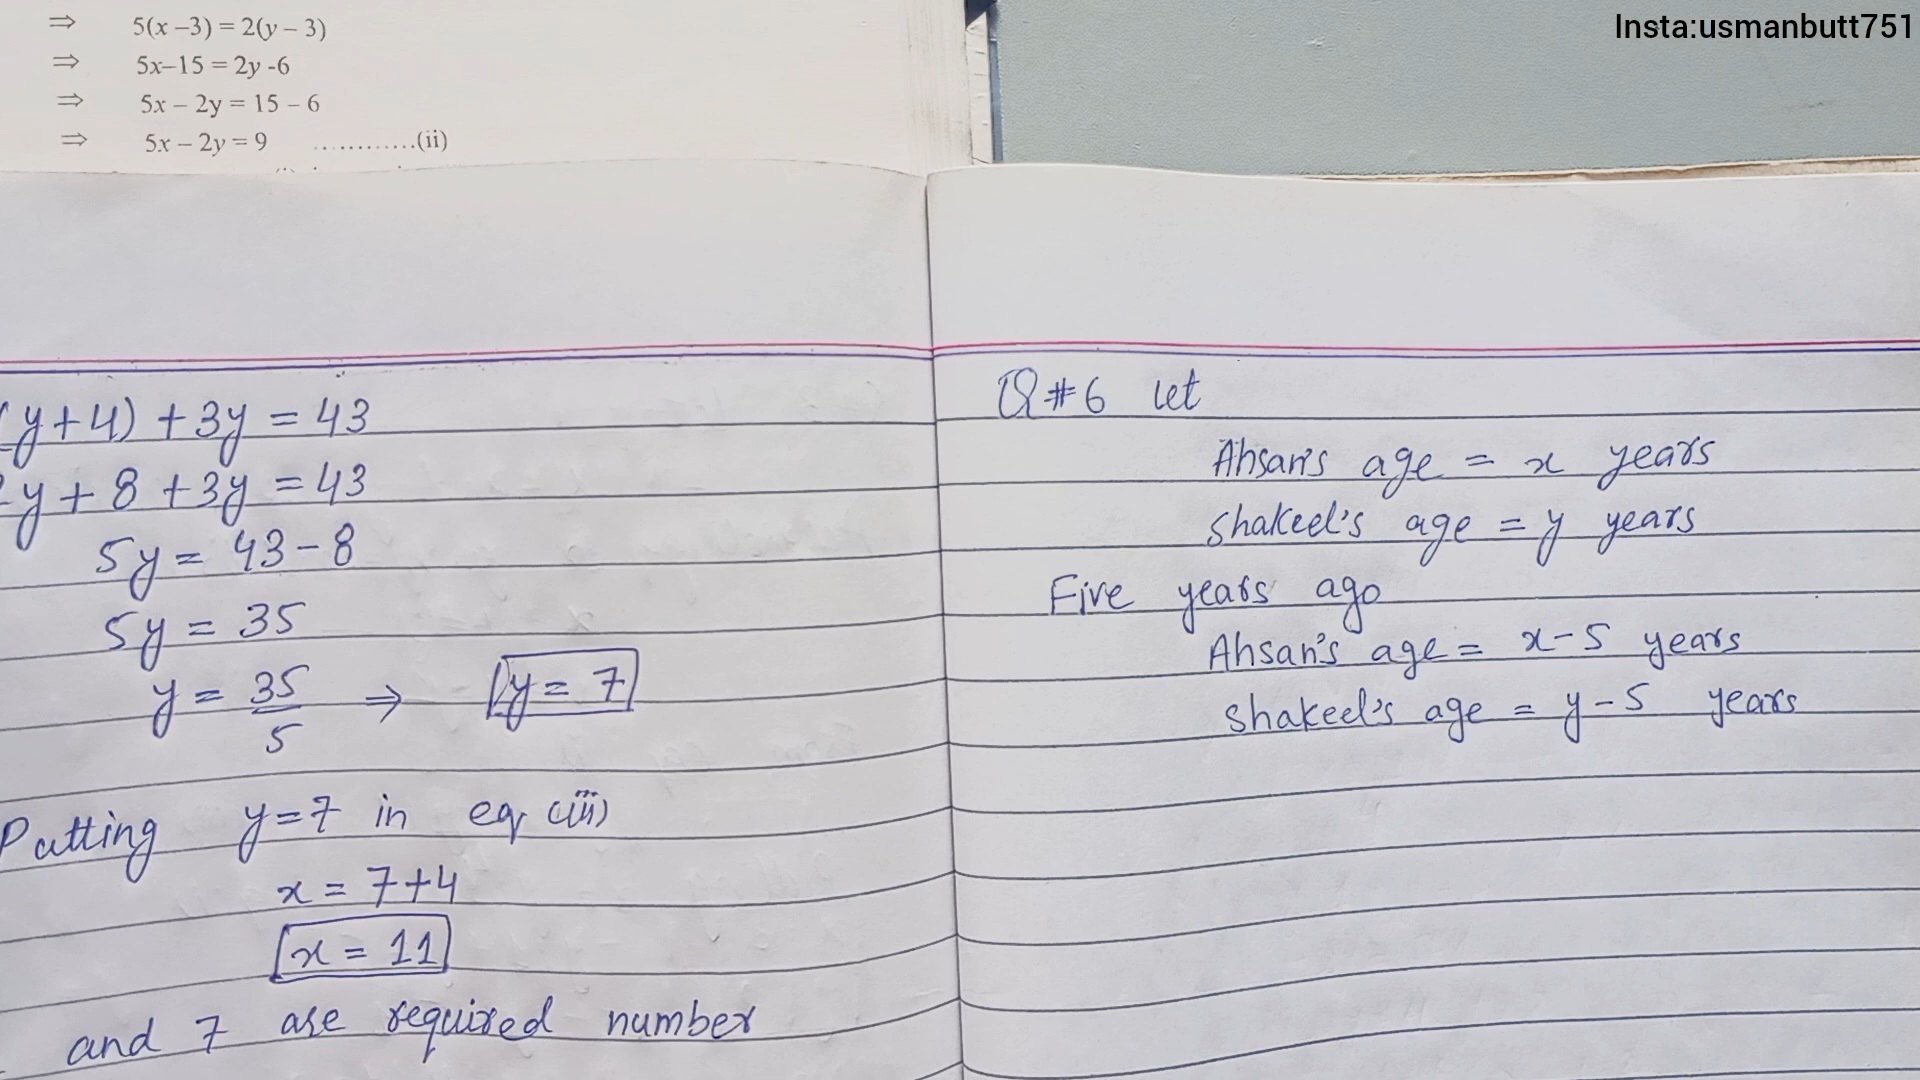 Insta:usmanbutt751
⇒ 5(x –3) = 2(y – 3)
⇒ 5x–15 = 2y -6
⇒ 5x – 2y = 15 – 6
⇒ 5x – 2y = 9 ............(ii)
(y+4) + 3y = 43
2y + 8 + 3y = 43
5y = 43 - 8
5y = 35
y = 35/5 ⇒ y = 7
Putting y=7 in eq (iii)
x = 7+4
x = 11
and 7 are required number
Q#6 let
Ahsan's age = x years
Shakeel's age = y years
Five years ago
Ahsan's age = x-5 years
Shakeel's age = y-5 years